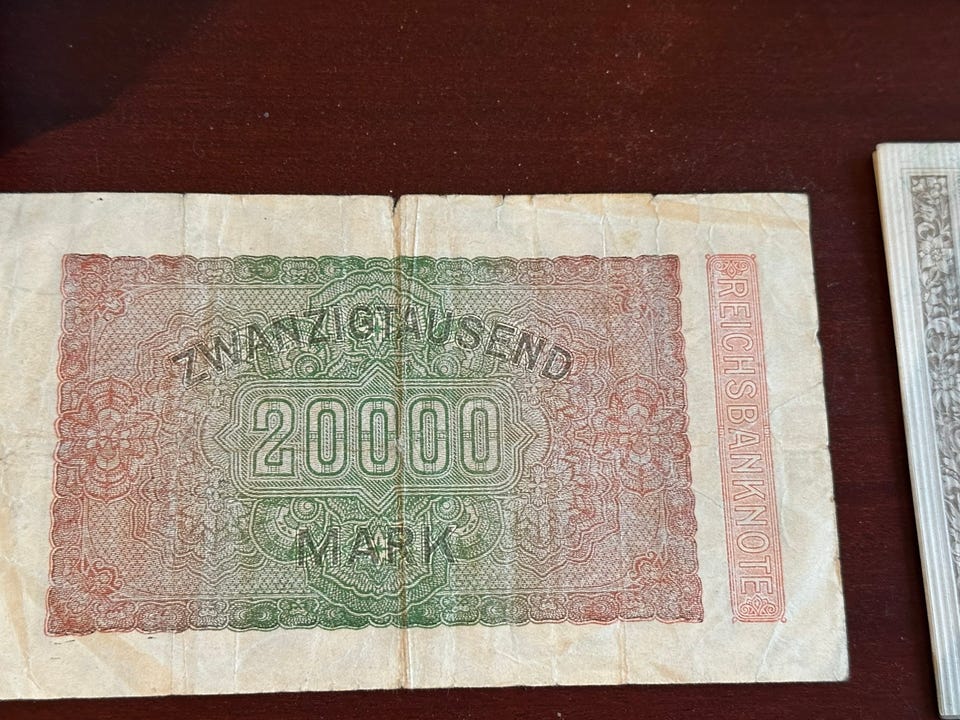 ZWANZIGTAUSEND
20000
MARK
REICHSBANKNOTE